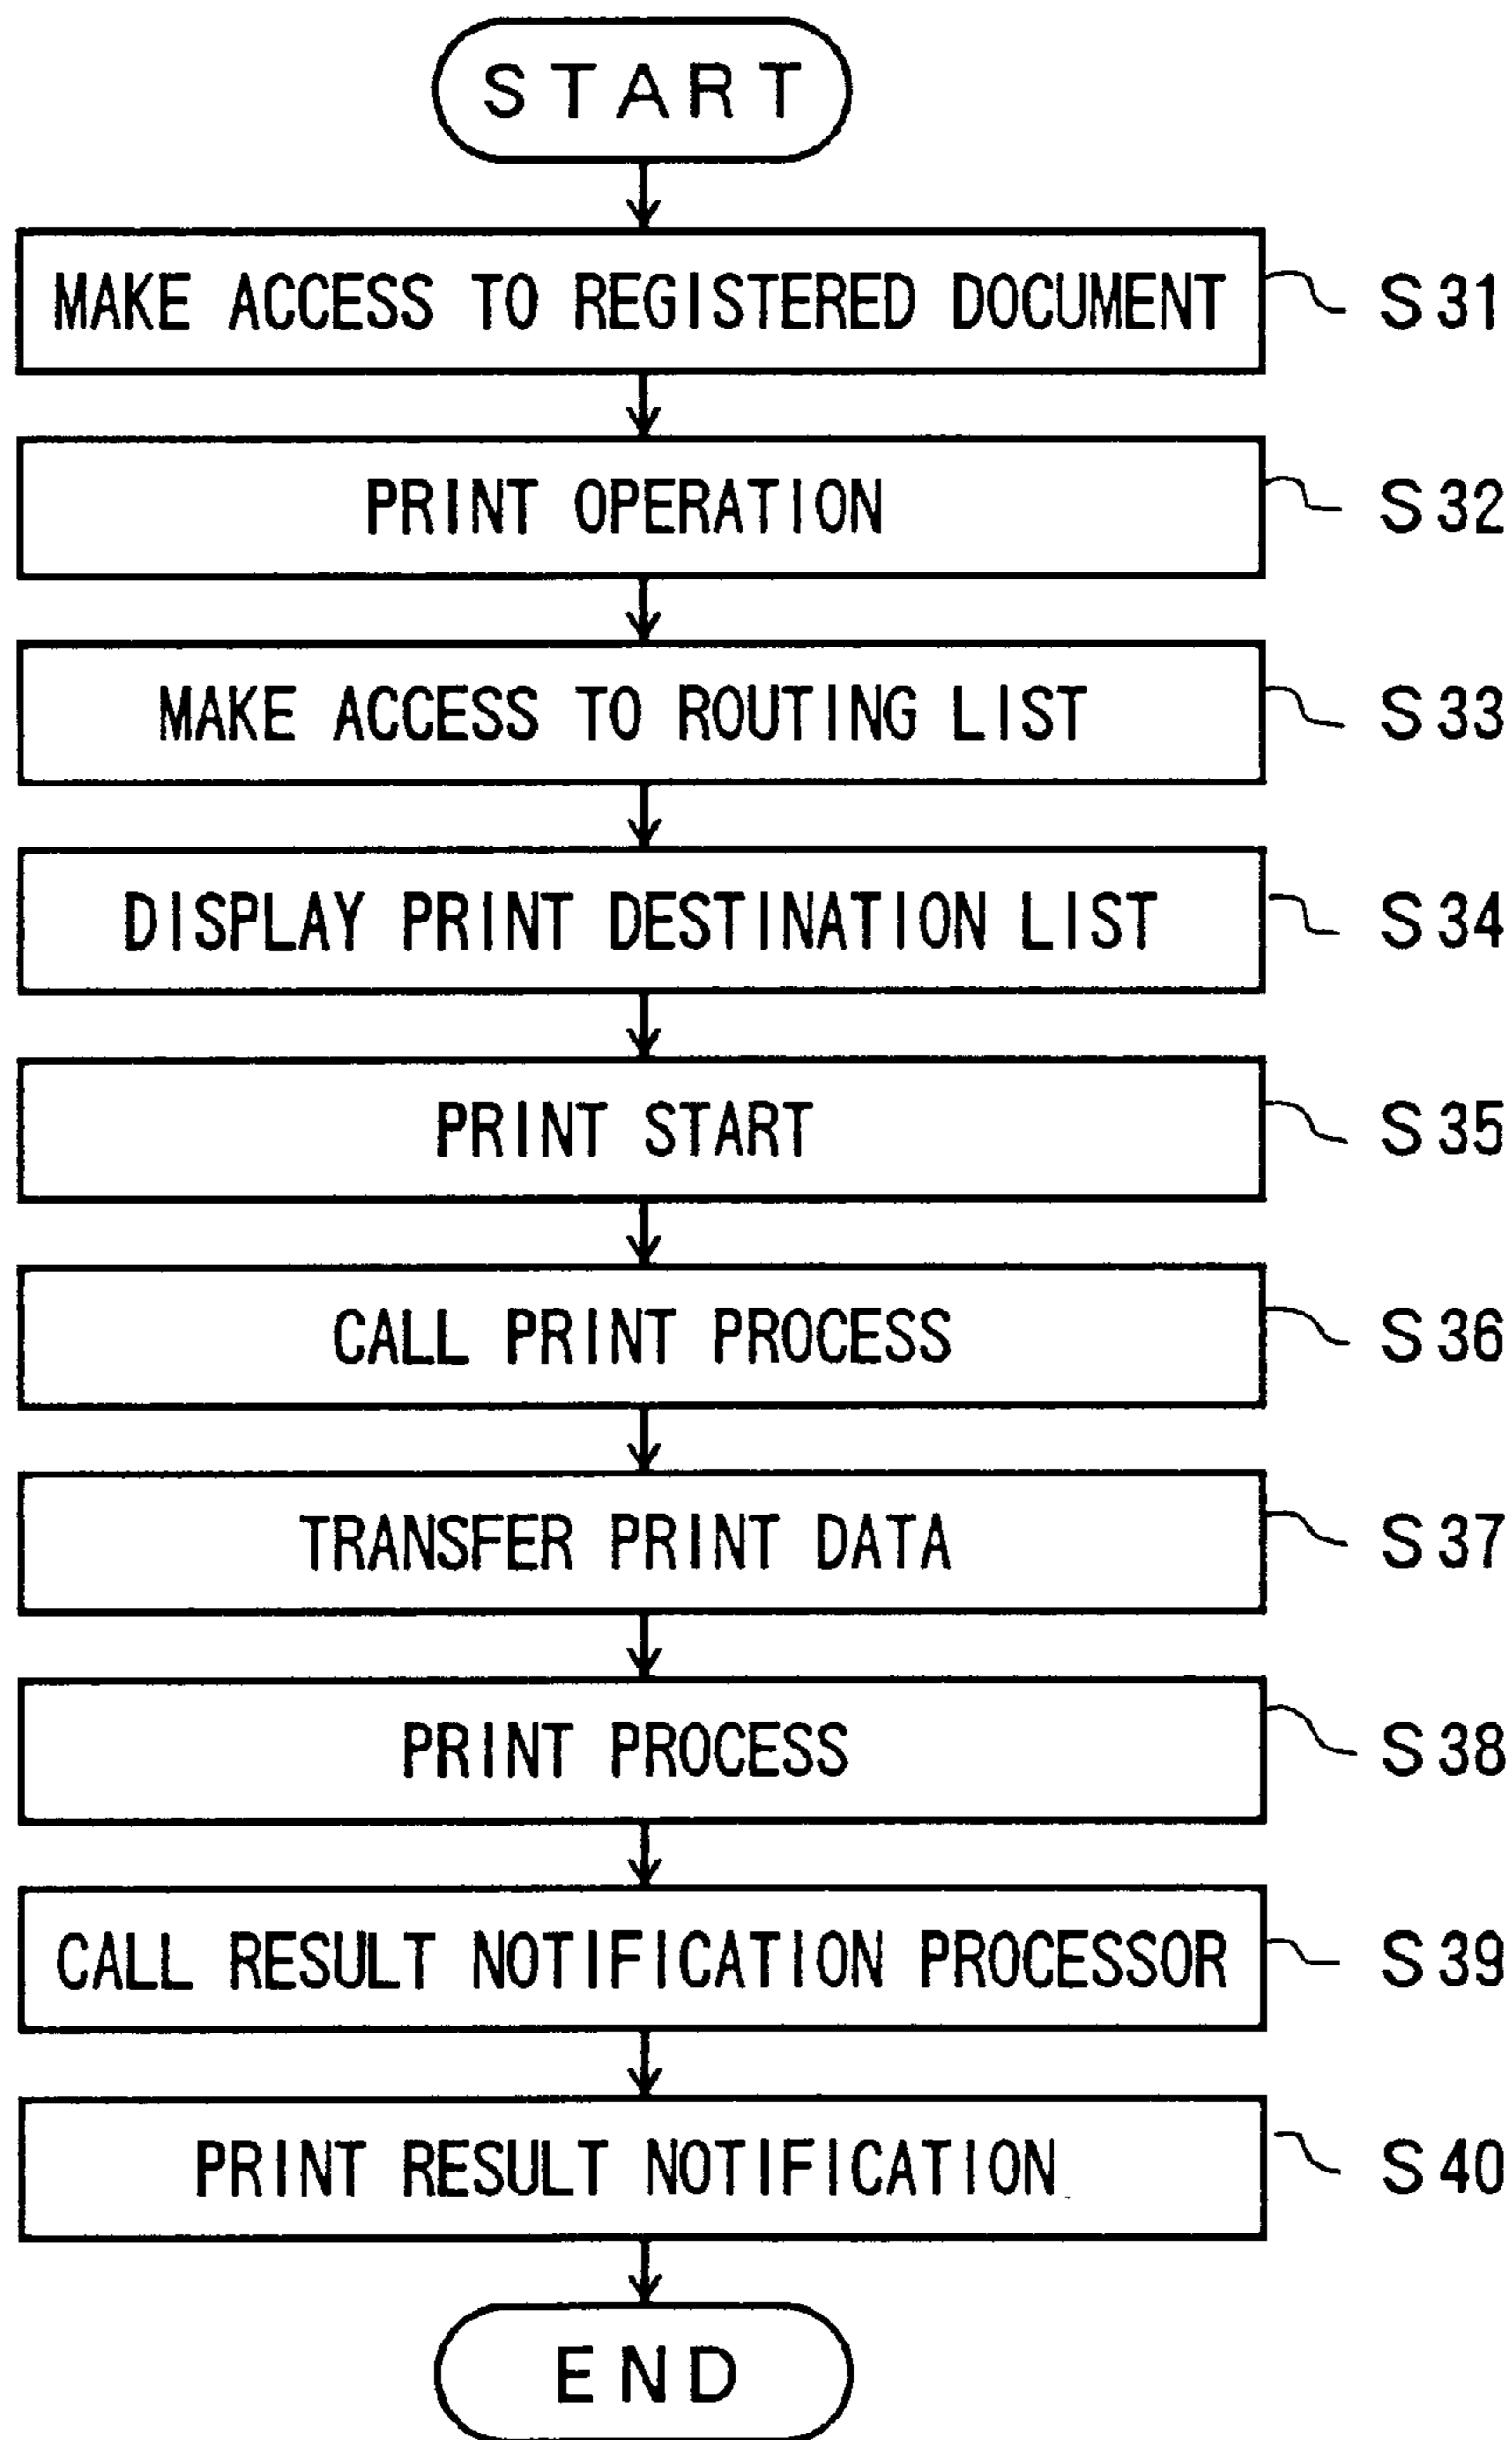 START
MAKE ACCESS TO REGISTERED DOCUMENT S31
PRINT OPERATION S32
MAKE ACCESS TO ROUTING LIST S33
DISPLAY PRINT DESTINATION LIST S34
PRINT START S35
CALL PRINT PROCESS S36
TRANSFER PRINT DATA S37
PRINT PROCESS S38
CALL RESULT NOTIFICATION PROCESSOR S39
PRINT RESULT NOTIFICATION S40
END